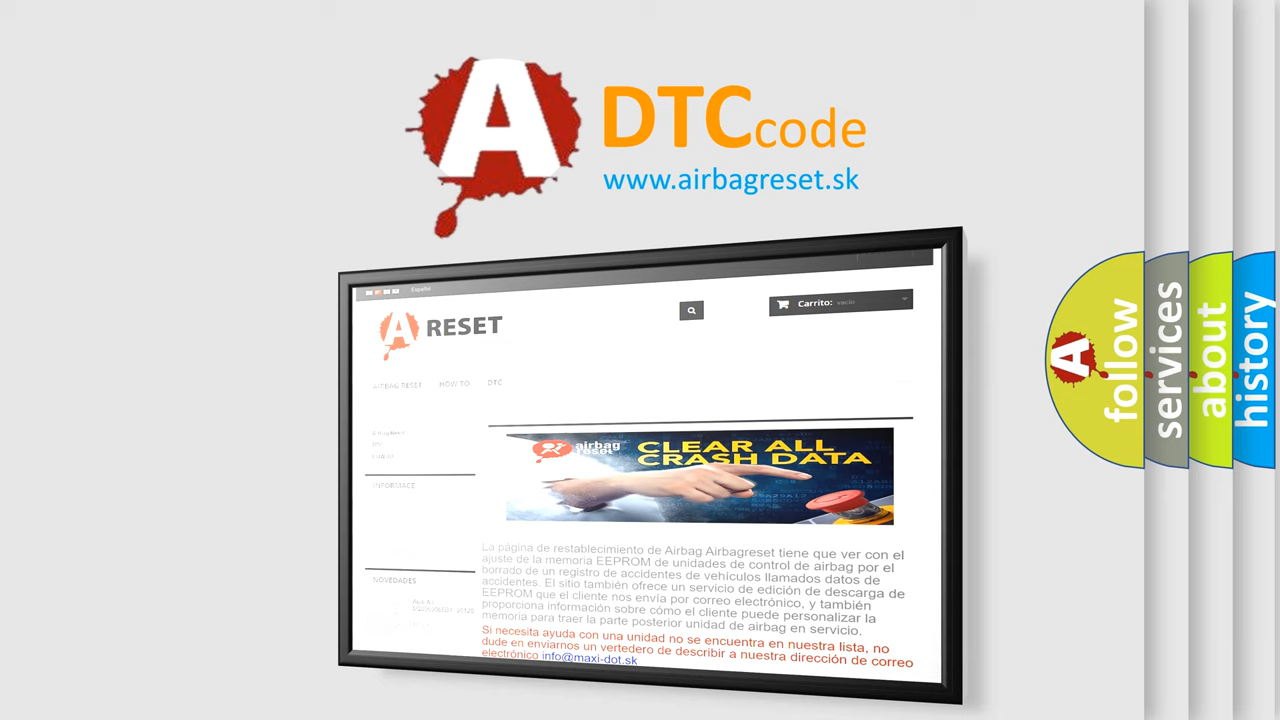 A DTCcode
www.airbagreset.sk
Español
A RESET
Carrito: vacío
AIRBAG RESET HOW TO DTC
INFORMACE
airbag
reset
CLEAR ALL
CRASH DATA
La página de restablecimiento de Airbag Airbagreset tiene que ver con el
ajuste de la memoria EEPROM de unidades de control de airbag por el
borrado de un registro de accidentes de vehículos llamados datos de
accidentes. El sitio también ofrece un servicio de edición de descarga de
EEPROM que el cliente nos envía por correo electrónico, y también
proporciona información sobre cómo el cliente puede personalizar la
memoria para traer la parte posterior unidad de airbag en servicio.
Si necesita ayuda con una unidad no se encuentra en nuestra lista, no
dude en enviarnos un vertedero de describir a nuestra dirección de correo
electrónico info@maxi-dot.sk
NOVEDADES
A
follow
services
about
history